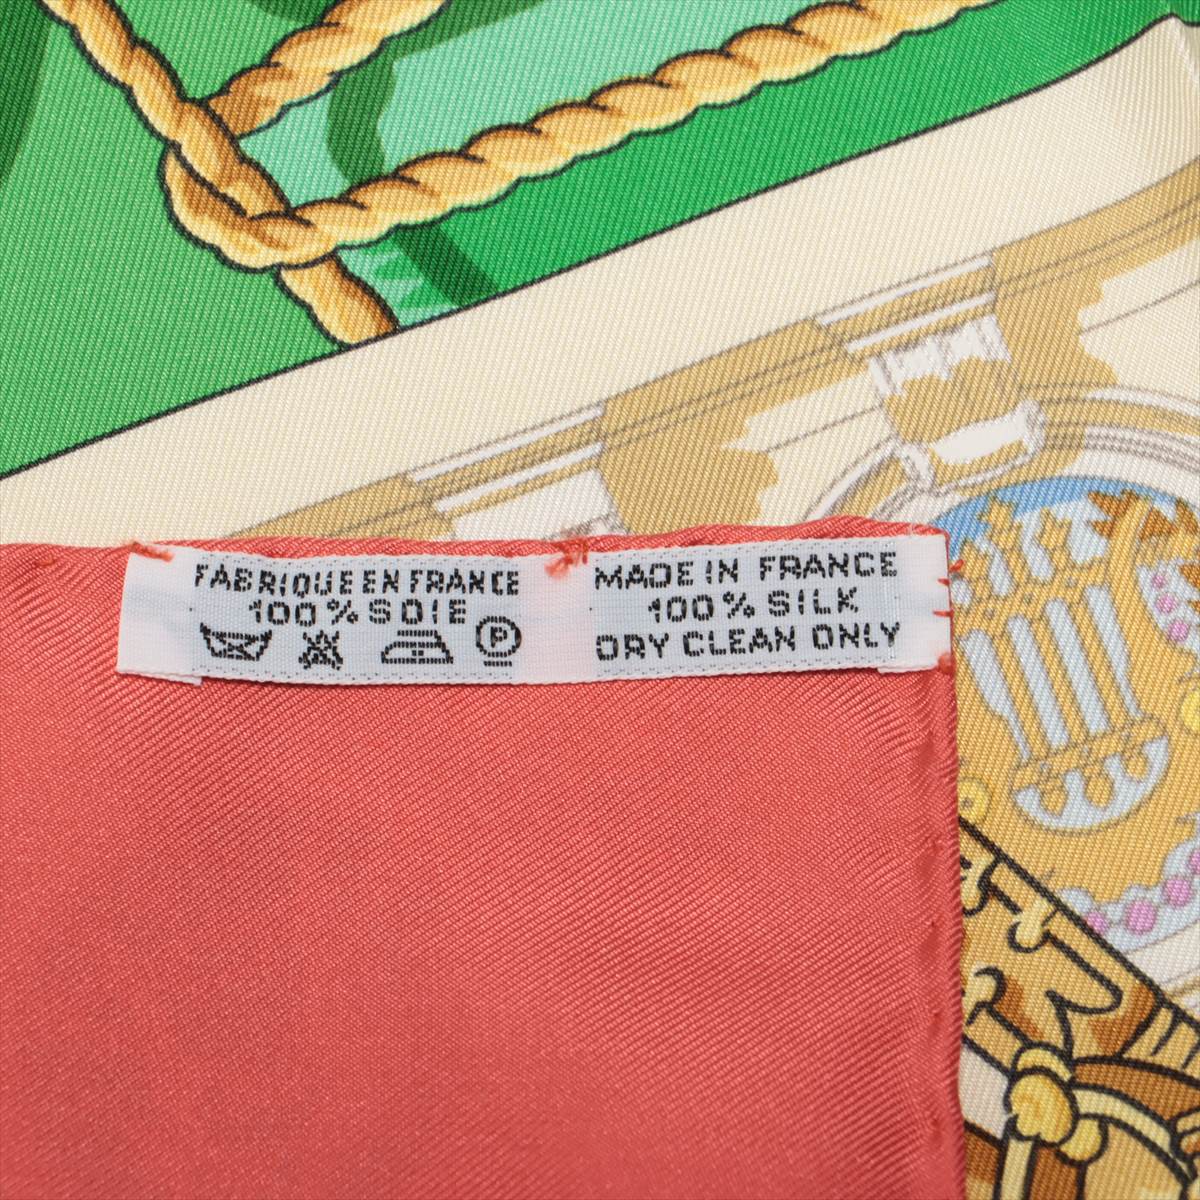 FABRIQUE EN FRANCE
100% SOIE
P
MADE IN FRANCE
100% SILK
DRY CLEAN ONLY